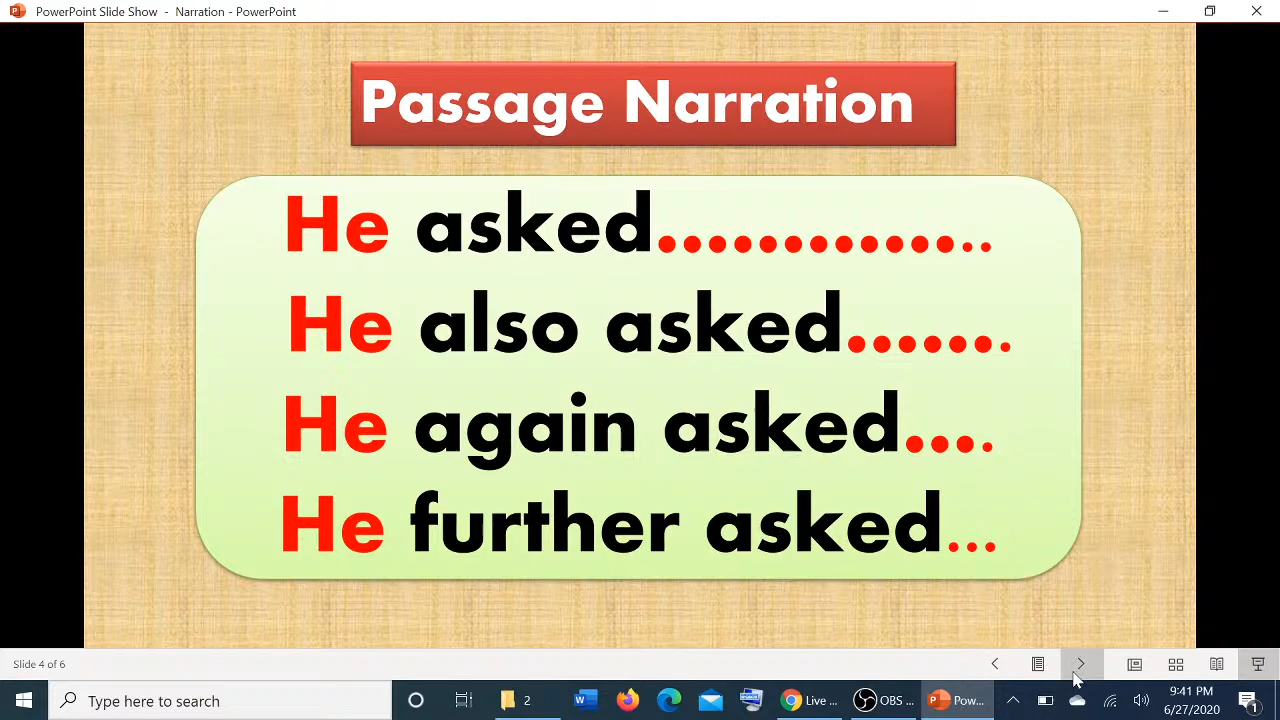 PowerPoint Slide Show - Narration - PowerPoint
Passage Narration
He asked...............
He also asked.......
He again asked....
He further asked...
Slide 4 of 6
Type here to search
2
Live ...
OBS ...
Pow...
9:41 PM
6/27/2020
1